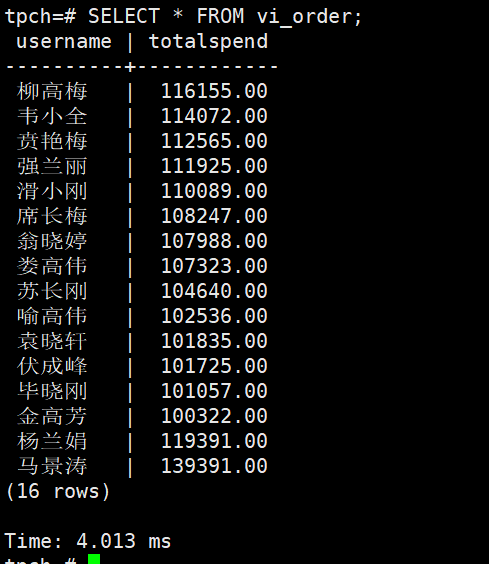 tpch=# SELECT * FROM vi_order;
 username | totalspend
----------+------------
 柳高梅   |  116155.00
 韦小全   |  114072.00
 贲艳梅   |  112565.00
 强兰丽   |  111925.00
 滑小刚   |  110089.00
 席长梅   |  108247.00
 翁晓婷   |  107988.00
 娄高伟   |  107323.00
 苏长刚   |  104640.00
 喻高伟   |  102536.00
 袁晓轩   |  101835.00
 伏成峰   |  101725.00
 毕晓刚   |  101057.00
 金高芳   |  100322.00
 杨兰娟   |  119391.00
 马景涛   |  139391.00
(16 rows)
Time: 4.013 ms
tpch=#